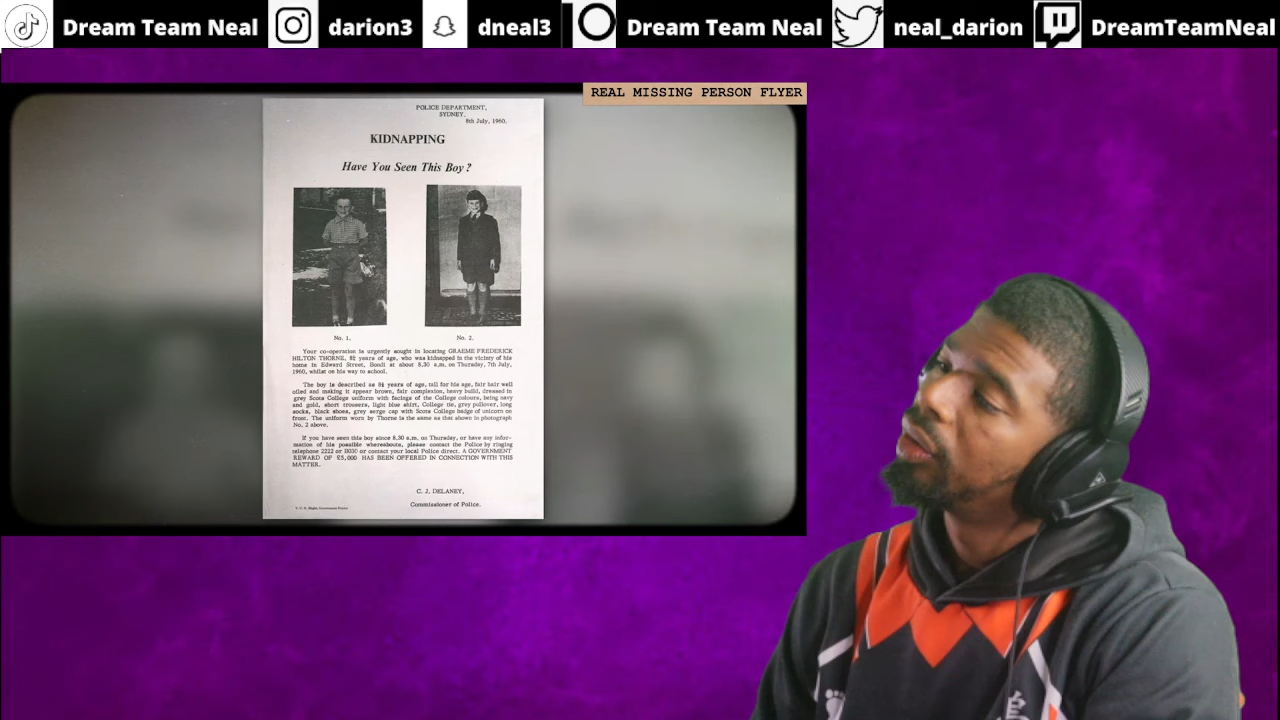 Dream Team Neal darion3 dneal3 Dream Team Neal neal_darion DreamTeamNeal
REAL MISSING PERSON FLYER
POLICE DEPARTMENT,
SYDNEY.
8th July, 1960.
KIDNAPPING
Have You Seen This Boy?
No. 1.
No. 2.
Your co-operation is urgently sought in locating GRAEME FREDERICK
HILTON THORNE, 8½ years of age, who was kidnapped in the vicinity of his
home in Edward Street, Bondi at about 8.30 a.m. on Thursday, 7th July,
1960, whilst on his way to school.
The boy is described as 8½ years of age, tall for his age, fair hair well
oiled and making it appear brown, fair complexion, heavy build, dressed in
grey Scots College uniform with facings of the College colours, being navy
and gold, short trousers, light blue shirt, College tie, grey pullover, long
socks, black shoes, grey serge cap with Scots College badge of unicorn on
front. The uniform worn by Thorne is the same as that shown in photograph
No. 2 above.
If you have seen this boy since 8.30 a.m. on Thursday, or have any infor-
mation of his possible whereabouts, please contact the Police by ringing
telephone 2222 or or contact your local Police direct. A GOVERNMENT
REWARD OF £5,000 HAS BEEN OFFERED IN CONNECTION WITH THIS
MATTER.
C. J. DELANEY,
Commissioner of Police.
Government Printer